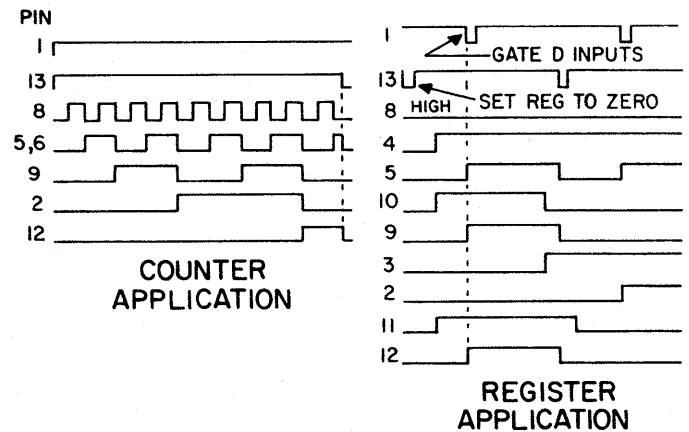 PIN
1
13
8
5,6
9
2
12
COUNTER
APPLICATION
1
GATE D INPUTS
13
SET REG TO ZERO
8 HIGH
4
5
10
9
3
2
11
12
REGISTER
APPLICATION